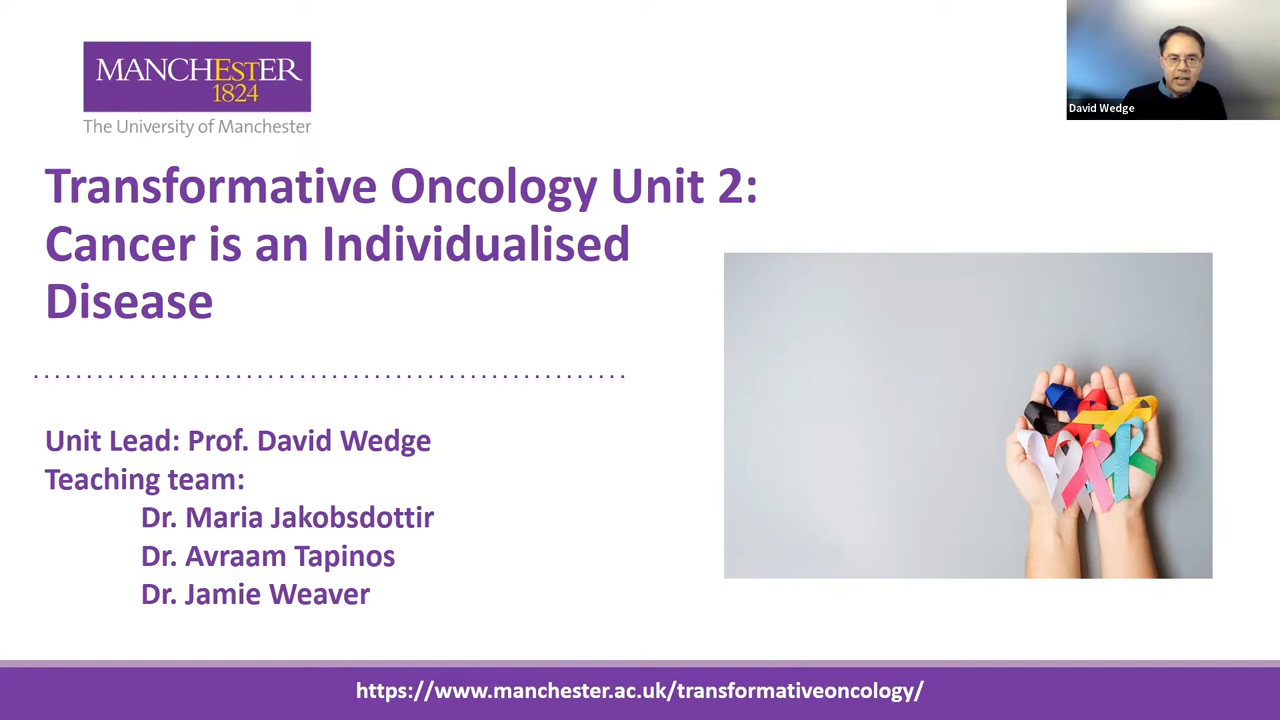 MANCHESTER
1824
The University of Manchester
David Wedge
Transformative Oncology Unit 2:
Cancer is an Individualised
Disease
Unit Lead: Prof. David Wedge
Teaching team:
Dr. Maria Jakobsdottir
Dr. Avraam Tapinos
Dr. Jamie Weaver
https://www.manchester.ac.uk/transformativeoncology/